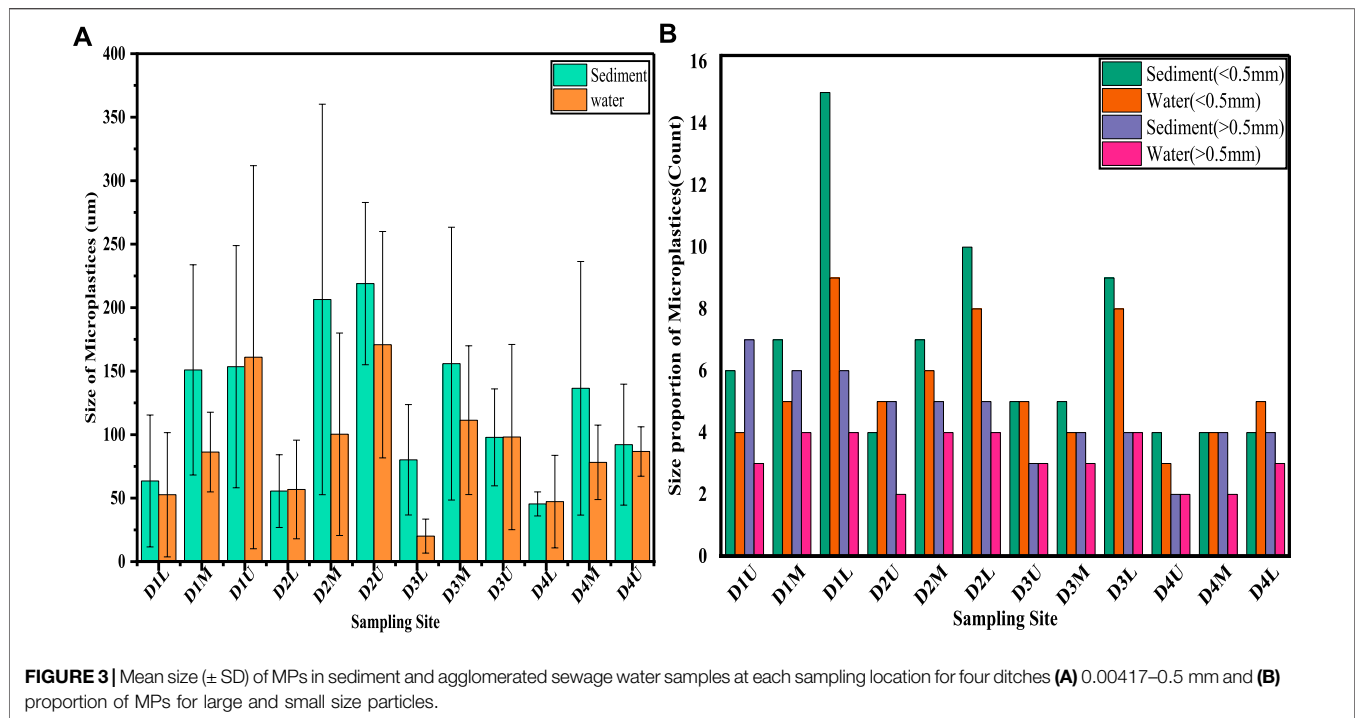 A
Size of Microplastices (um)
400
350
300
250
200
150
100
50
0
Sediment
water
D1L D1M D1U D2L D2M D2U D3L D3M D3U D4L D4M D4U
Sampling Site
B
Size proportion of Microplastices(Count)
16
14
12
10
8
6
4
2
0
Sediment(<0.5mm)
Water(<0.5mm)
Sediment(>0.5mm)
Water(>0.5mm)
D1U D1M D1L D2U D2M D2L D3U D3M D3L D4U D4M D4L
Sampling Site
FIGURE 3 | Mean size (± SD) of MPs in sediment and agglomerated sewage water samples at each sampling location for four ditches (A) 0.00417–0.5 mm and (B)
proportion of MPs for large and small size particles.